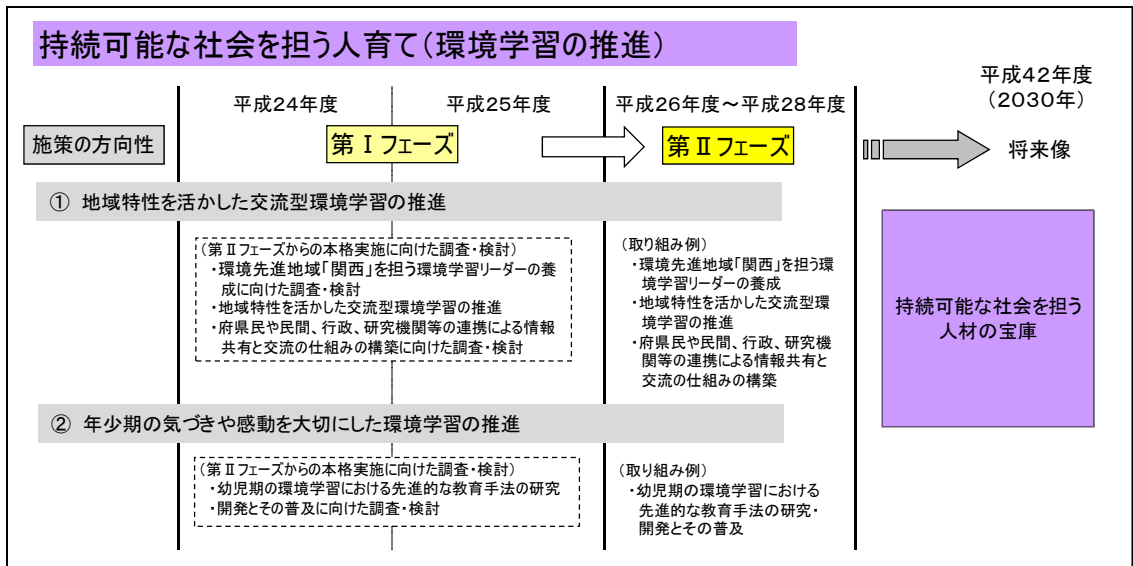 持続可能な社会を担う人育て（環境学習の推進）
平成24年度
平成25年度
平成26年度～平成28年度
平成42年度
（2030年）
施策の方向性
第Ⅰフェーズ
第Ⅱフェーズ
将来像
① 地域特性を活かした交流型環境学習の推進
（第Ⅱフェーズからの本格実施に向けた調査・検討）
・環境先進地域「関西」を担う環境学習リーダーの養
成に向けた調査・検討
・地域特性を活かした交流型環境学習の推進
・府県民や民間、行政、研究機関等の連携による情報
共有と交流の仕組みの構築に向けた調査・検討
（取り組み例）
・環境先進地域「関西」を担う環
境学習リーダーの養成
・地域特性を活かした交流型環
境学習の推進
・府県民や民間、行政、研究機
関等の連携による情報共有と
交流の仕組みの構築
持続可能な社会を担う
人材の宝庫
② 年少期の気づきや感動を大切にした環境学習の推進
（第Ⅱフェーズからの本格実施に向けた調査・検討）
・幼児期の環境学習における先進的な教育手法の研究
・開発とその普及に向けた調査・検討
（取り組み例）
・幼児期の環境学習における
先進的な教育手法の研究・
開発とその普及